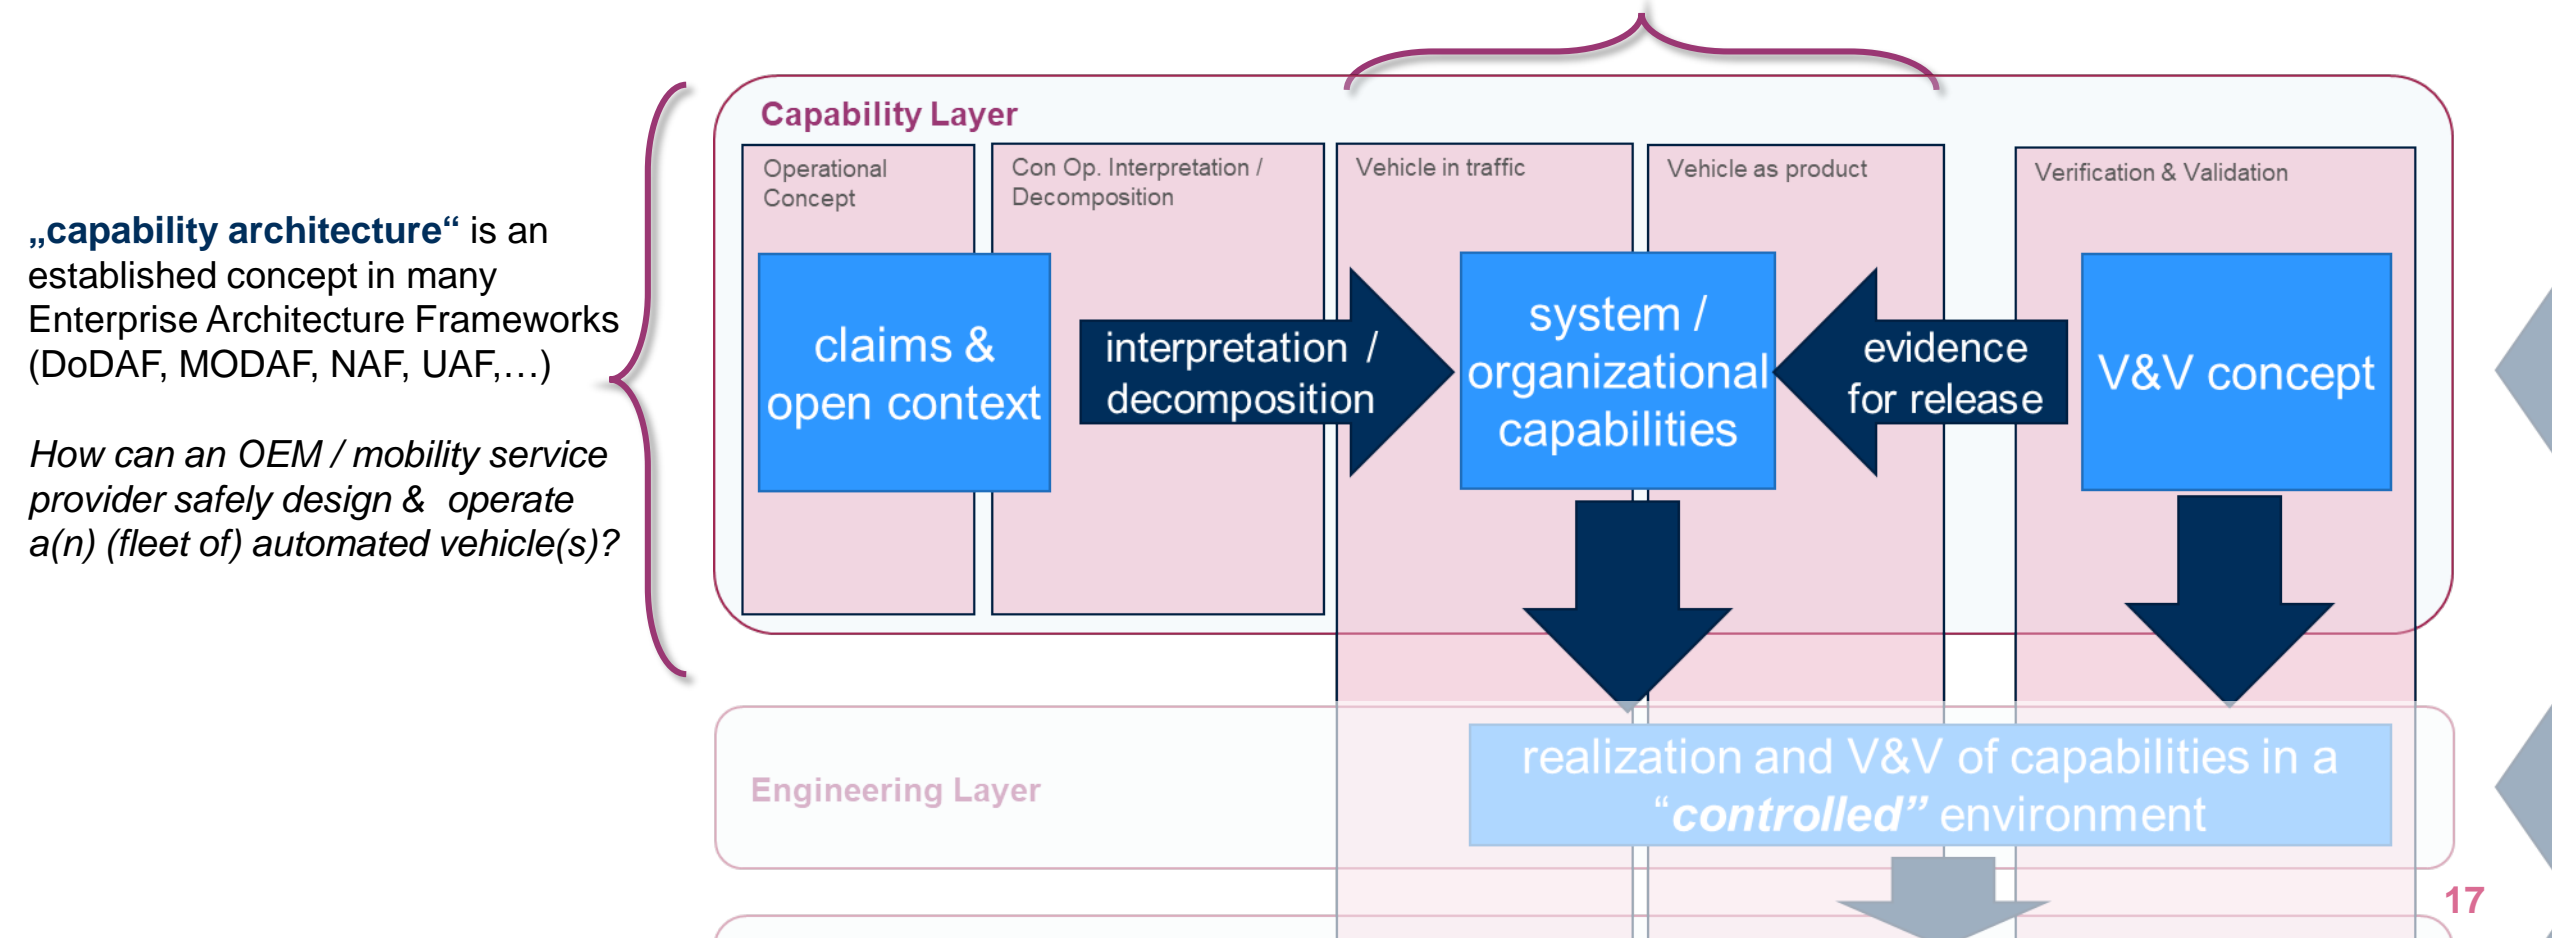 „capability architecture“ is an
established concept in many
Enterprise Architecture Frameworks
(DoDAF, MODAF, NAF, UAF,…)
How can an OEM / mobility service
provider safely design & operate
a(n) (fleet of) automated vehicle(s)?
Capability Layer
Operational
Concept
Con Op. Interpretation /
Decomposition
Vehicle in traffic
Vehicle as product
Verification & Validation
claims &
open context
interpretation /
decomposition
system /
organizational
capabilities
evidence
for release
V&V concept
Engineering Layer
realization and V&V of capabilities in a
“controlled” environment
17